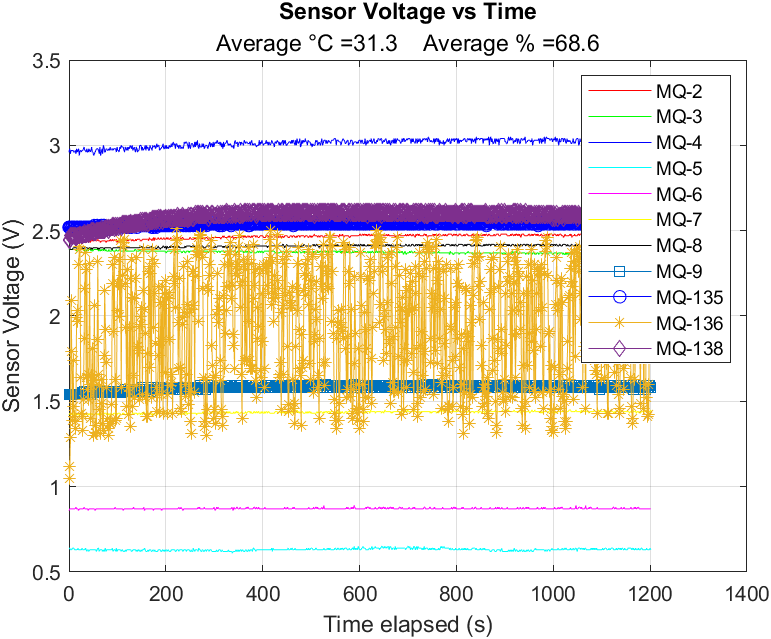 Sensor Voltage vs Time
Average °C =31.3 Average % =68.6
3.5
3
2.5
2
1.5
1
0.5
Sensor Voltage (V)
MQ-2
MQ-3
MQ-4
MQ-5
MQ-6
MQ-7
MQ-8
MQ-9
MQ-135
MQ-136
MQ-138
0 200 400 600 800 1000 1200 1400
Time elapsed (s)